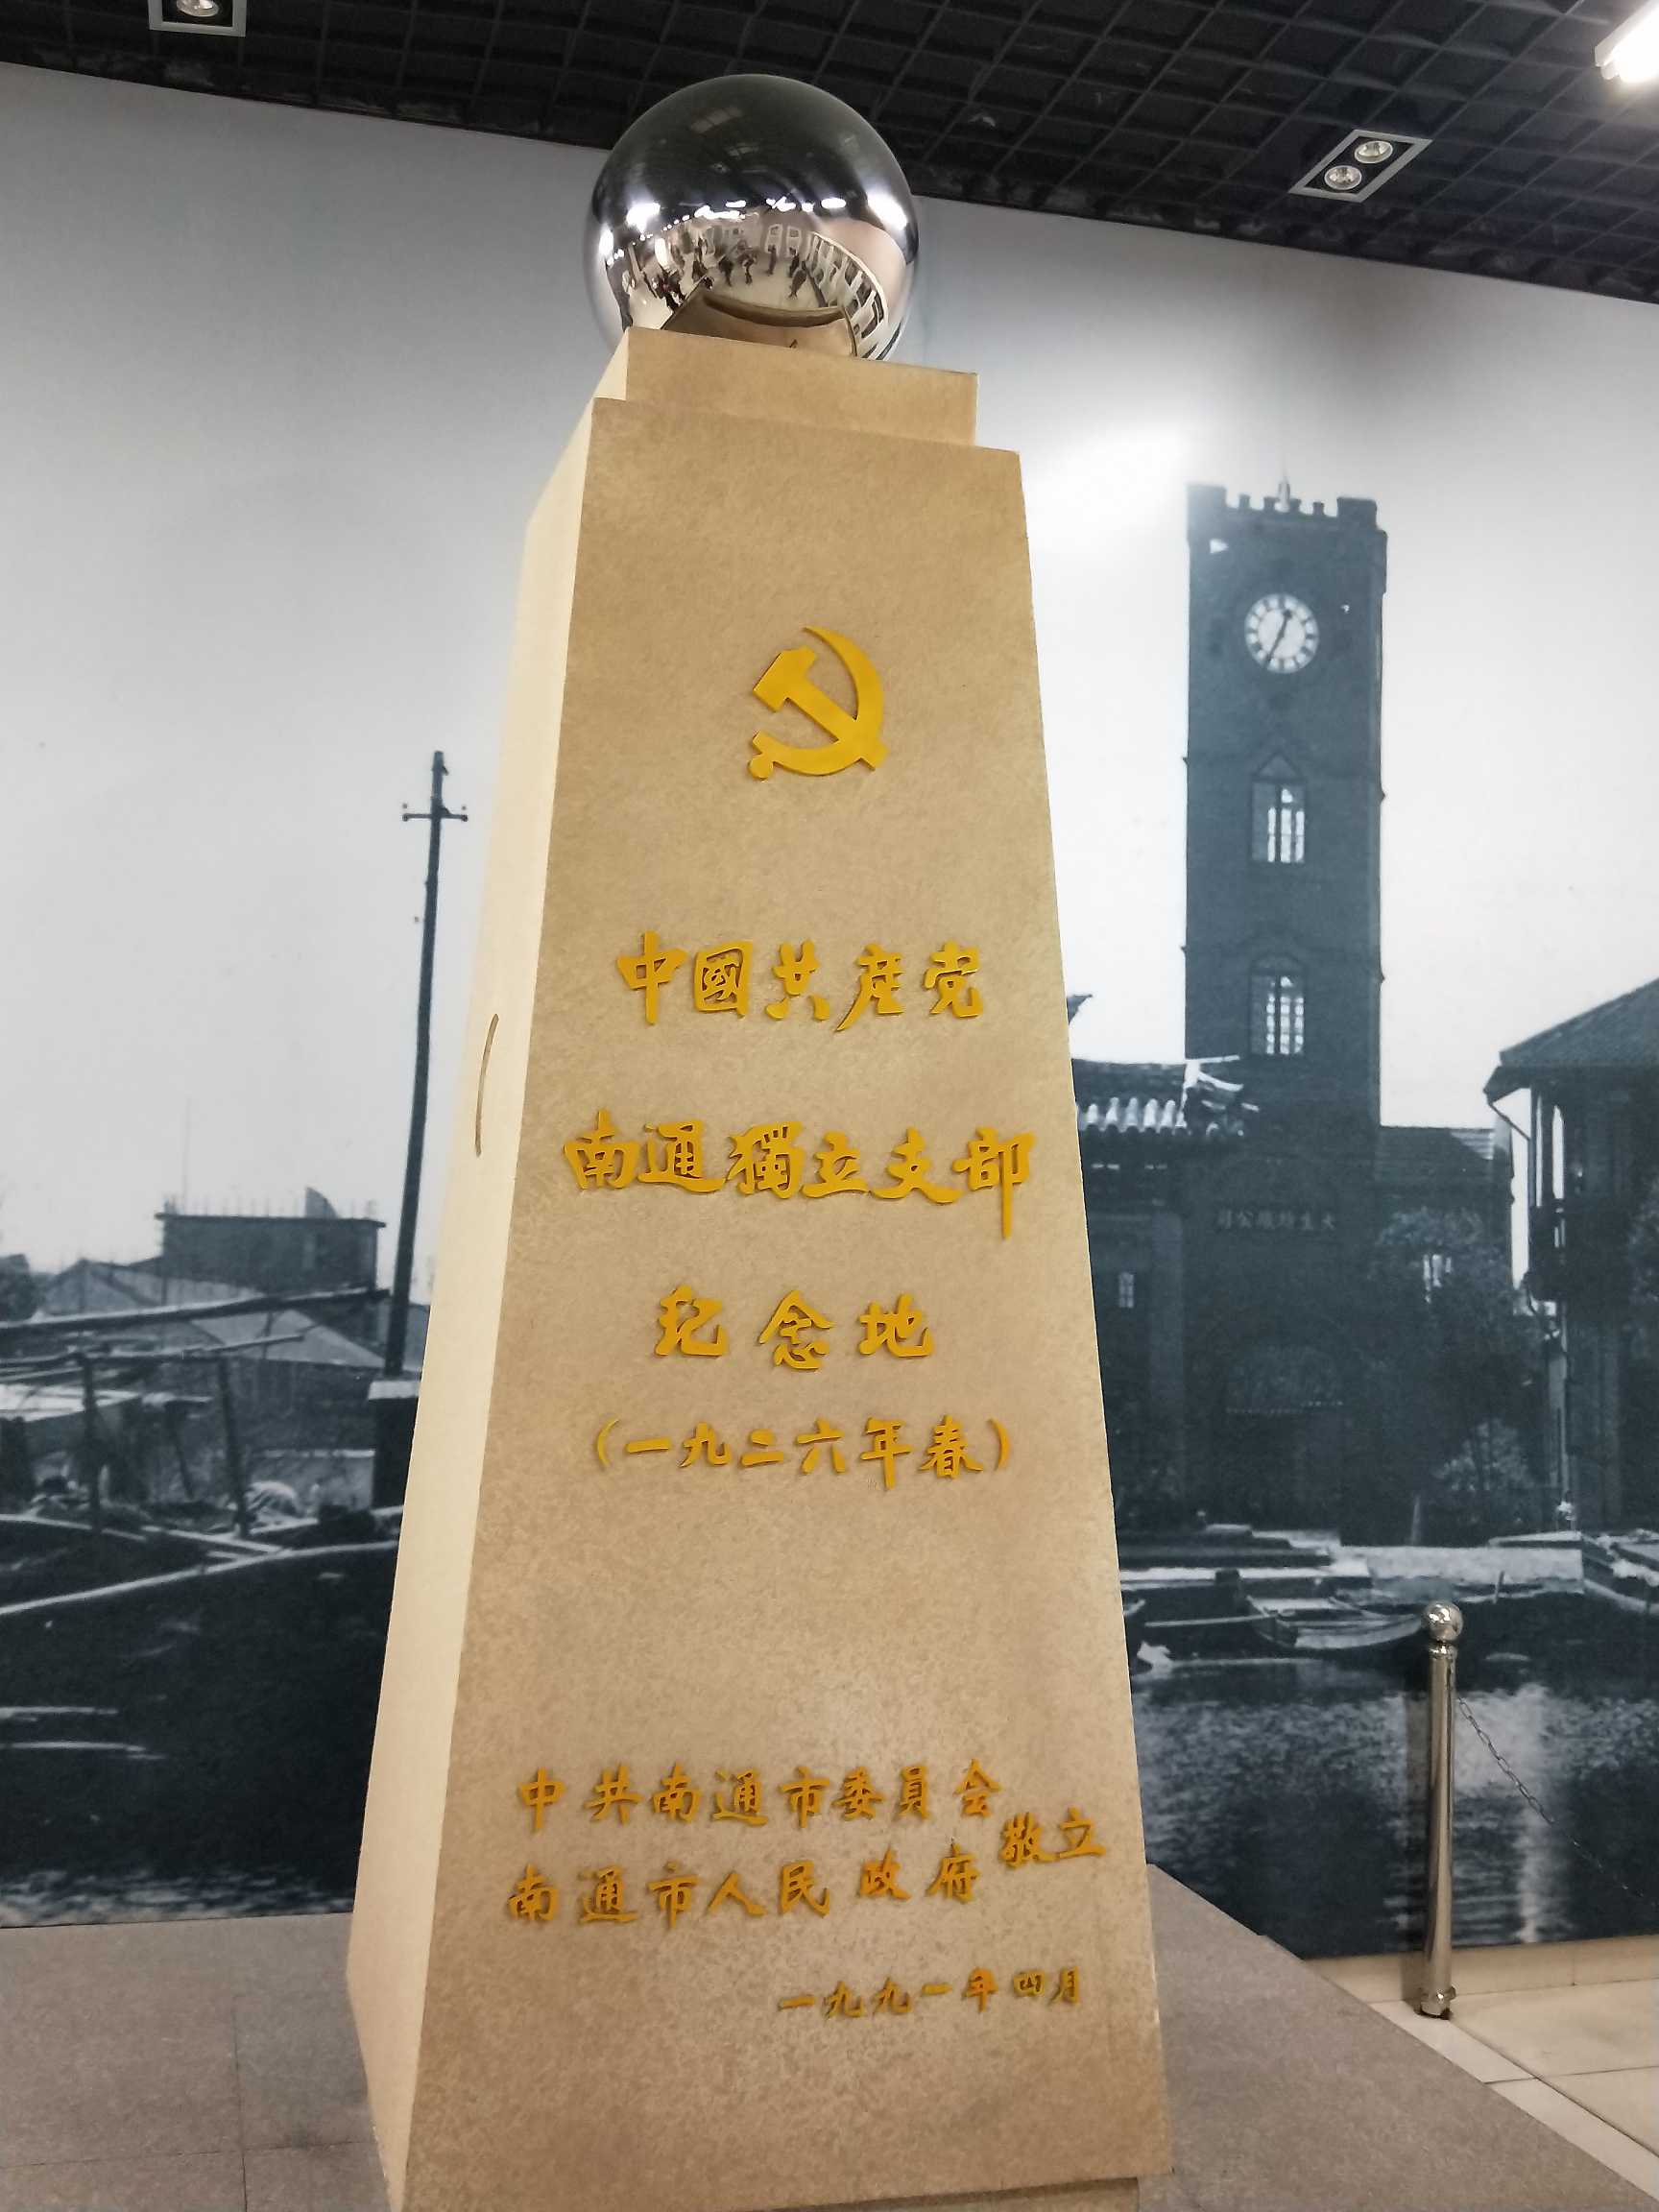 中國共産党
南通獨立支部
紀念地
（一九二六年春）
中共南通市委員会
南通市人民政府
敬立
一九九一年四月